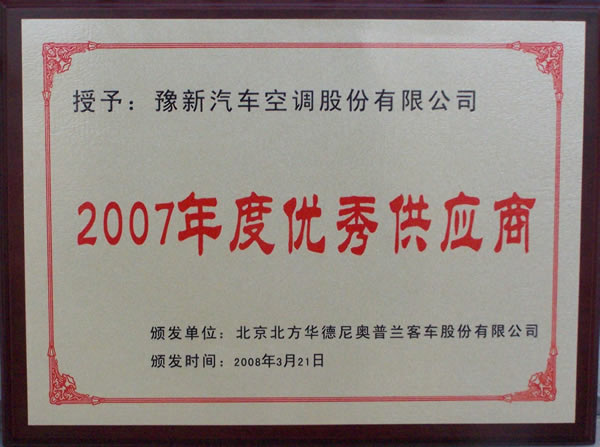 授予：豫新汽车空调股份有限公司
2007年度优秀供应商
颁发单位：北京北方华德尼奥普兰客车股份有限公司
颁发时间：2008年3月21日